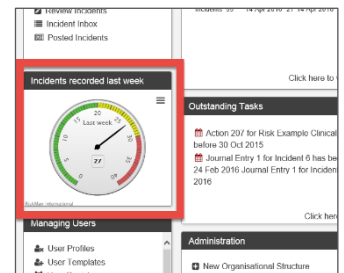 Review Incidents
Incident Inbox
Posted Incidents
Incidents recorded last week
Last week
0
5
10
15
20
25
30
35
27
RiskMan International
Managing Users
User Profiles
User Templates
Click here to
Outstanding Tasks
Action 207 for Risk Example Clinical
before 30 Oct 2015
Journal Entry 1 for Incident 6 has be
24 Feb 2016 Journal Entry 1 for Inciden
2016
Click her
Administration
New Organisational Structure